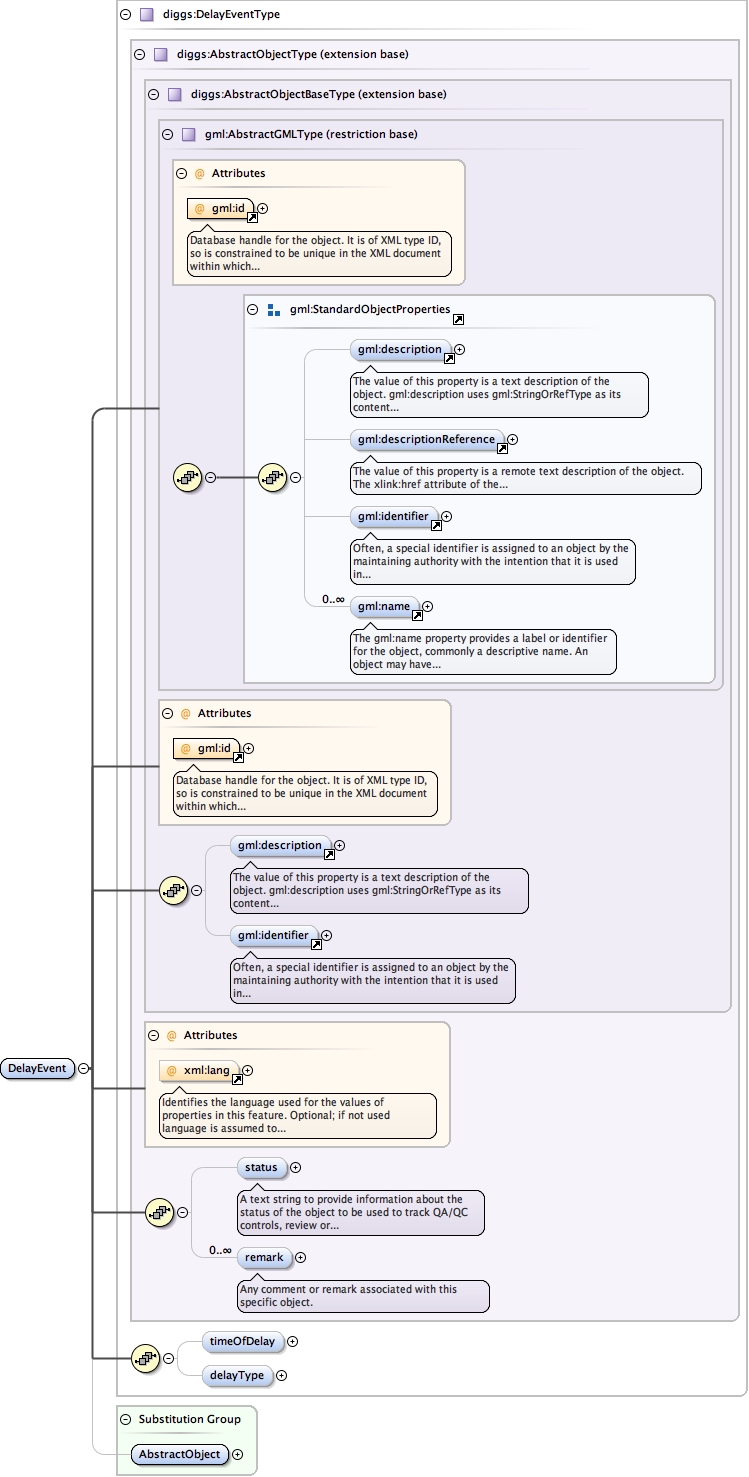 diggs:DelayEventType
diggs:AbstractObjectType (extension base)
diggs:AbstractObjectBaseType (extension base)
gml:AbstractGMLType (restriction base)
@ Attributes
@ gml:id
Database handle for the object. It is of XML type ID,
so is constrained to be unique in the XML document
within which...
gml:StandardObjectProperties
gml:description
The value of this property is a text description of the
object. gml:description uses gml:StringOrRefType as its
content...
gml:descriptionReference
The value of this property is a remote text description of the object.
The xlink:href attribute of the...
gml:identifier
Often, a special identifier is assigned to an object by the
maintaining authority with the intention that it is used
in...
0..∞
gml:name
The gml:name property provides a label or identifier
for the object, commonly a descriptive name. An
object may have...
@ Attributes
@ gml:id
Database handle for the object. It is of XML type ID,
so is constrained to be unique in the XML document
within which...
gml:description
The value of this property is a text description of the
object. gml:description uses gml:StringOrRefType as its
content...
gml:identifier
Often, a special identifier is assigned to an object by the
maintaining authority with the intention that it is used
in...
@ Attributes
DelayEvent
@ xml:lang
Identifies the language used for the values of
properties in this feature. Optional; if not used
language is assumed to...
status
A text string to provide information about the
status of the object to be used to track QA/QC
controls, review or...
0..∞
remark
Any comment or remark associated with this
specific object.
timeOfDelay
delayType
Substitution Group
AbstractObject